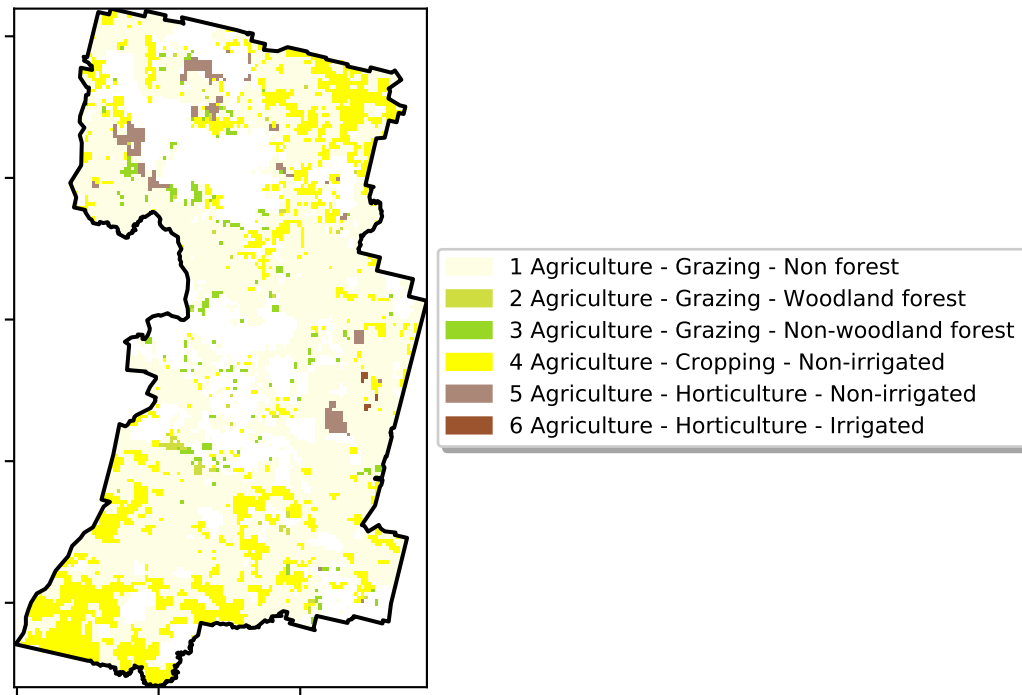 1 Agriculture - Grazing - Non forest
2 Agriculture - Grazing - Woodland forest
3 Agriculture - Grazing - Non-woodland forest
4 Agriculture - Cropping - Non-irrigated
5 Agriculture - Horticulture - Non-irrigated
6 Agriculture - Horticulture - Irrigated